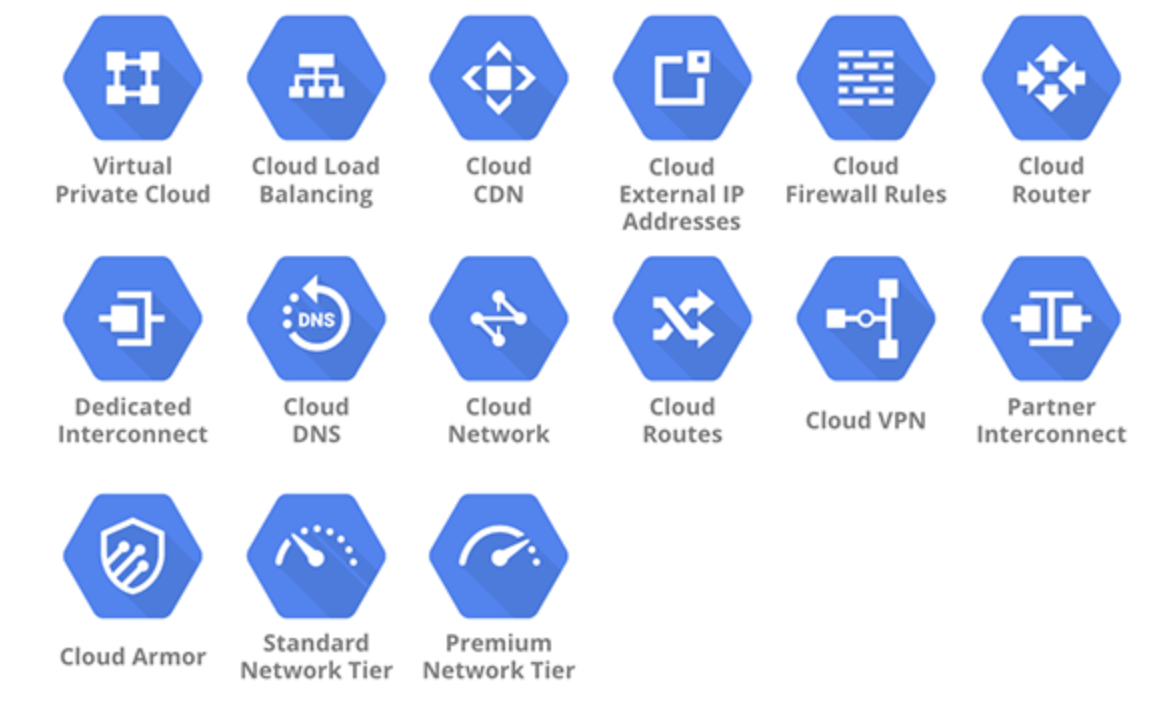 Virtual
Private Cloud
Cloud Load
Balancing
Cloud
CDN
Cloud
External IP
Addresses
Cloud
Firewall Rules
Cloud
Router
Dedicated
Interconnect
DNS
Cloud
DNS
Cloud
Network
Cloud
Routes
Cloud VPN
Partner
Interconnect
Cloud Armor
Standard
Network Tier
Premium
Network Tier